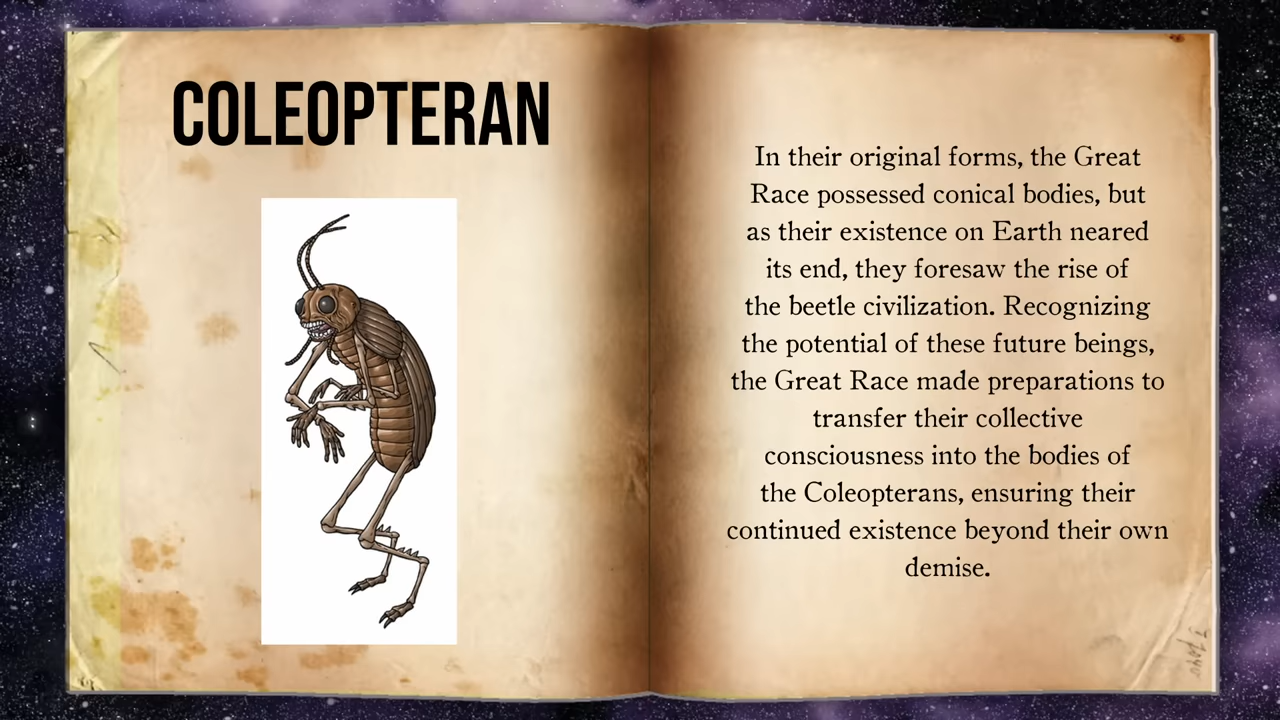 COLEOPTERAN
In their original forms, the Great
Race possessed conical bodies, but
as their existence on Earth neared
its end, they foresaw the rise of
the beetle civilization. Recognizing
the potential of these future beings,
the Great Race made preparations to
transfer their collective
consciousness into the bodies of
the Coleopterans, ensuring their
continued existence beyond their own
demise.